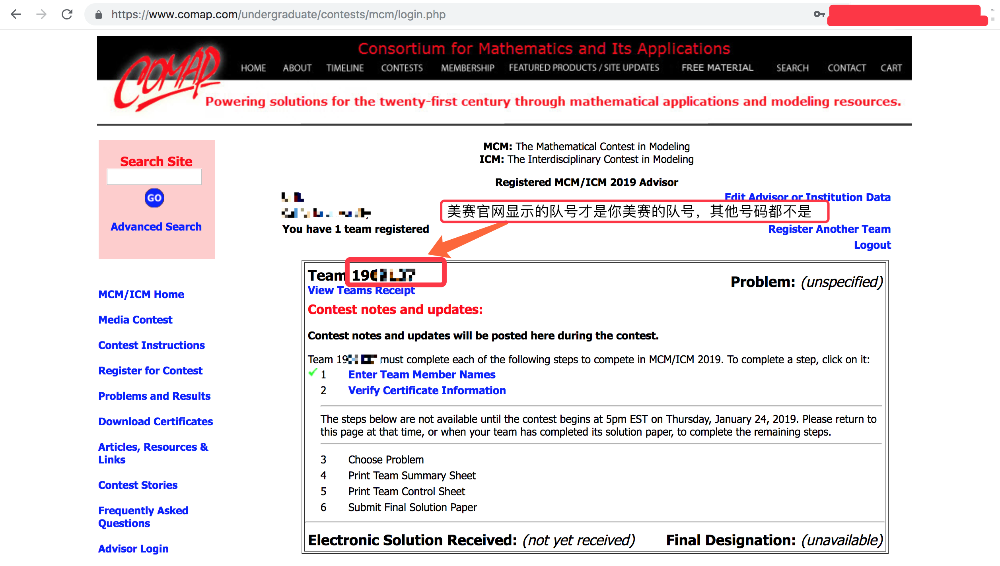 https://www.comap.com/undergraduate/contests/mcm/login.php
COMAP
Consortium for Mathematics and Its Applications
HOME ABOUT TIMELINE CONTESTS MEMBERSHIP FEATURED PRODUCTS / SITE UPDATES FREE MATERIAL SEARCH CONTACT CART
Powering solutions for the twenty-first century through mathematical applications and modeling resources.
Search Site
GO
Advanced Search
MCM/ICM Home
Media Contest
Contest Instructions
Register for Contest
Problems and Results
Download Certificates
Articles, Resources &
Links
Contest Stories
Frequently Asked
Questions
Advisor Login
MCM: The Mathematical Contest in Modeling
ICM: The Interdisciplinary Contest in Modeling
Registered MCM/ICM 2019 Advisor
Edit Advisor or Institution Data
美赛官网显示的队号才是你美赛的队号，其他号码都不是
You have 1 team registered
Register Another Team
Logout
Team 190
Problem: (unspecified)
View Teams Receipt
Contest notes and updates:
Contest notes and updates will be posted here during the contest.
Team 19 must complete each of the following steps to compete in MCM/ICM 2019. To complete a step, click on it:
1 Enter Team Member Names
2 Verify Certificate Information
The steps below are not available until the contest begins at 5pm EST on Thursday, January 24, 2019. Please return to
this page at that time, or when your team has completed its solution paper, to complete the remaining steps.
3 Choose Problem
4 Print Team Summary Sheet
5 Print Team Control Sheet
6 Submit Final Solution Paper
Electronic Solution Received: (not yet received) Final Designation: (unavailable)